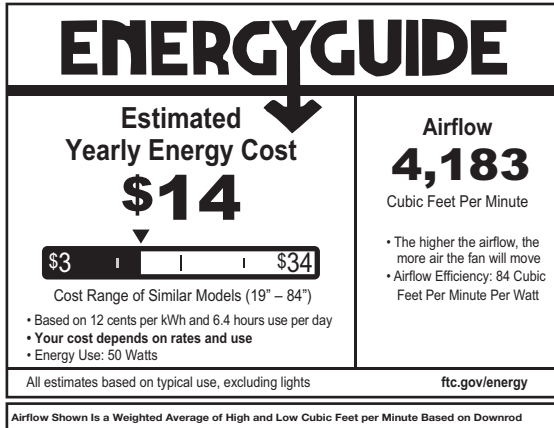 ENERGYGUIDE
Estimated
Yearly Energy Cost
$14
$3
$34
Cost Range of Similar Models (19” – 84”)
• Based on 12 cents per kWh and 6.4 hours use per day
• Your cost depends on rates and use
• Energy Use: 50 Watts
Airflow
4,183
Cubic Feet Per Minute
• The higher the airflow, the
more air the fan will move
• Airflow Efficiency: 84 Cubic
Feet Per Minute Per Watt
All estimates based on typical use, excluding lights
ftc.gov/energy
Airflow Shown Is a Weighted Average of High and Low Cubic Feet per Minute Based on Downrod